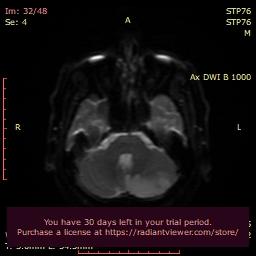 Im: 32/48
Se: 4
A
STP76
STP76
M
Ax DWI B 1000
R
L
You have 30 days left in your trial period.
Purchase a license at https://radiantviewer.com/store/